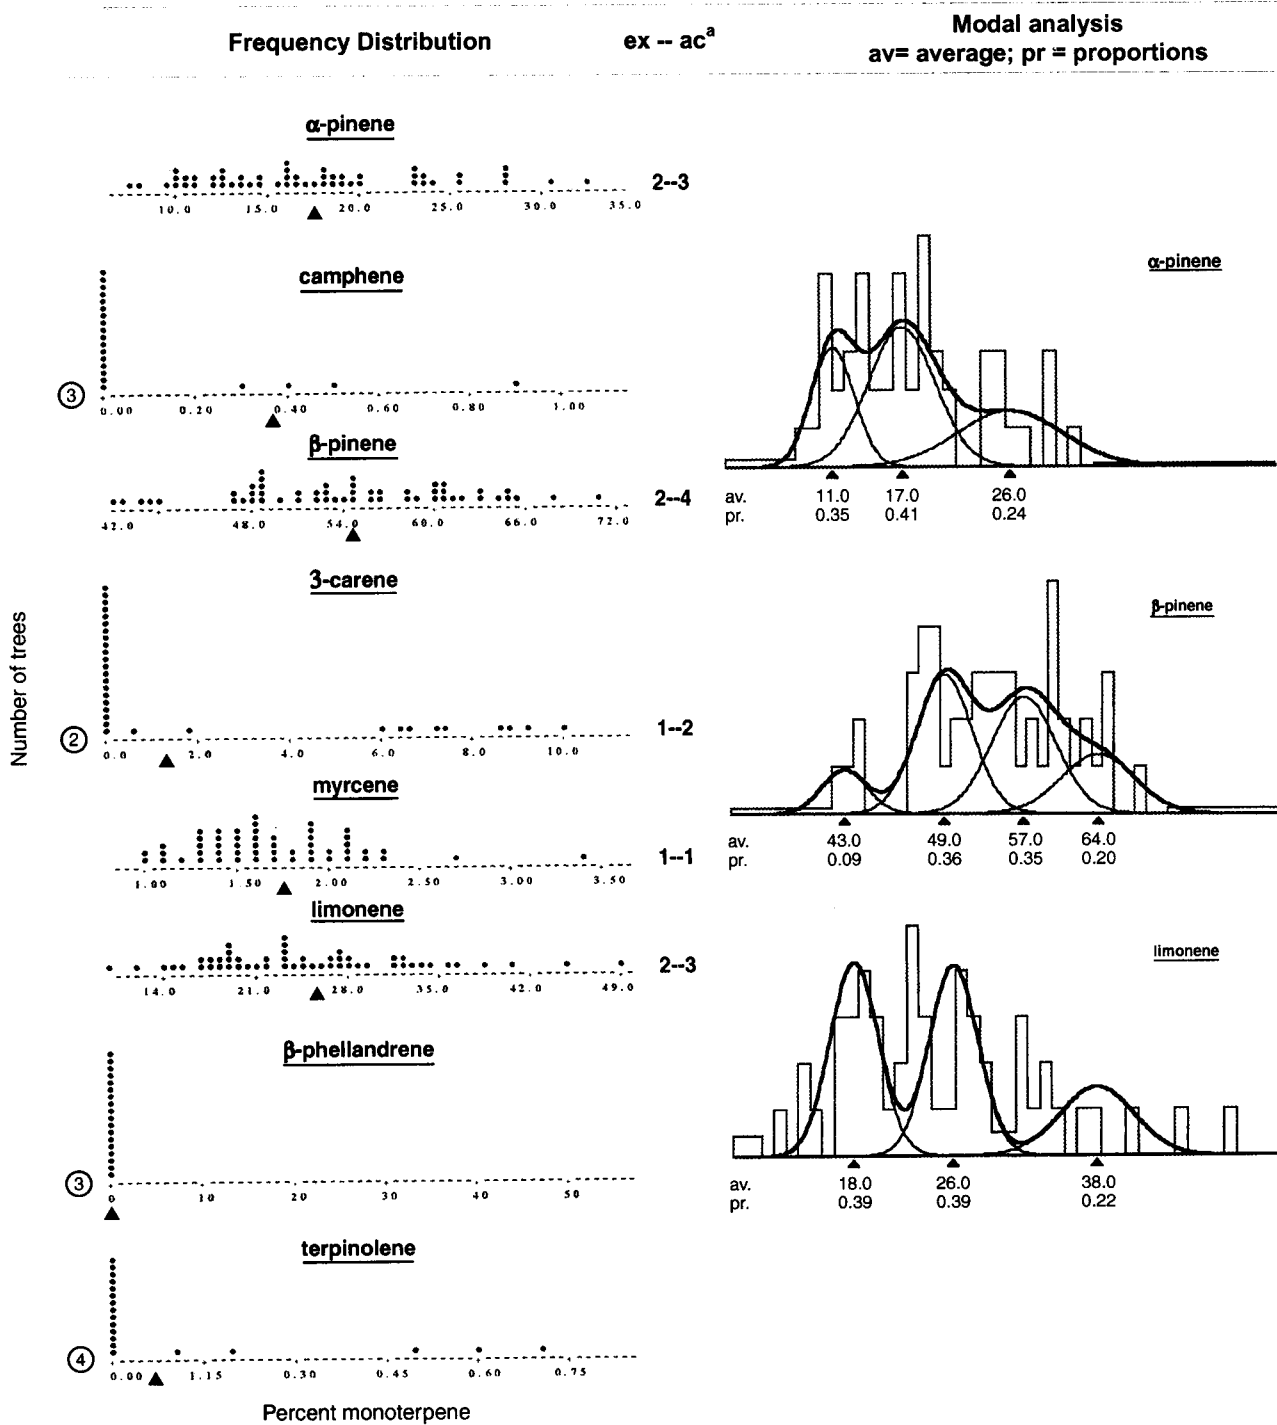 Frequency Distribution
ex -- acᵃ
Modal analysis
av= average; pr = proportions
α-pinene
10.0 15.0 20.0 25.0 30.0 35.0
2--3
camphene
3
0.00 0.20 0.40 0.60 0.80 1.00
β-pinene
42.0 48.0 54.0 60.0 66.0 72.0
2--4
3-carene
2
0.0 2.0 4.0 6.0 8.0 10.0
1--2
myrcene
1.00 1.50 2.00 2.50 3.00 3.50
1--1
limonene
14.0 21.0 28.0 35.0 42.0 49.0
2--3
β-phellandrene
3
0 10 20 30 40 50
terpinolene
4
0.00 1.15 0.30 0.45 0.60 0.75
Percent monoterpene
Number of trees
α-pinene
av. 11.0 17.0 26.0
pr. 0.35 0.41 0.24
β-pinene
av. 43.0 49.0 57.0 64.0
pr. 0.09 0.36 0.35 0.20
limonene
av. 18.0 26.0 38.0
pr. 0.39 0.39 0.22